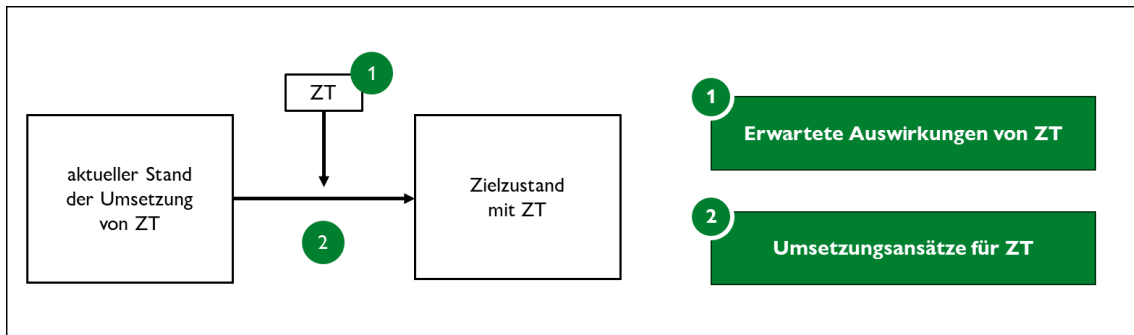 1
ZT
aktueller Stand
der Umsetzung
von ZT
2
Zielzustand
mit ZT
1
Erwartete Auswirkungen von ZT
2
Umsetzungsansätze für ZT